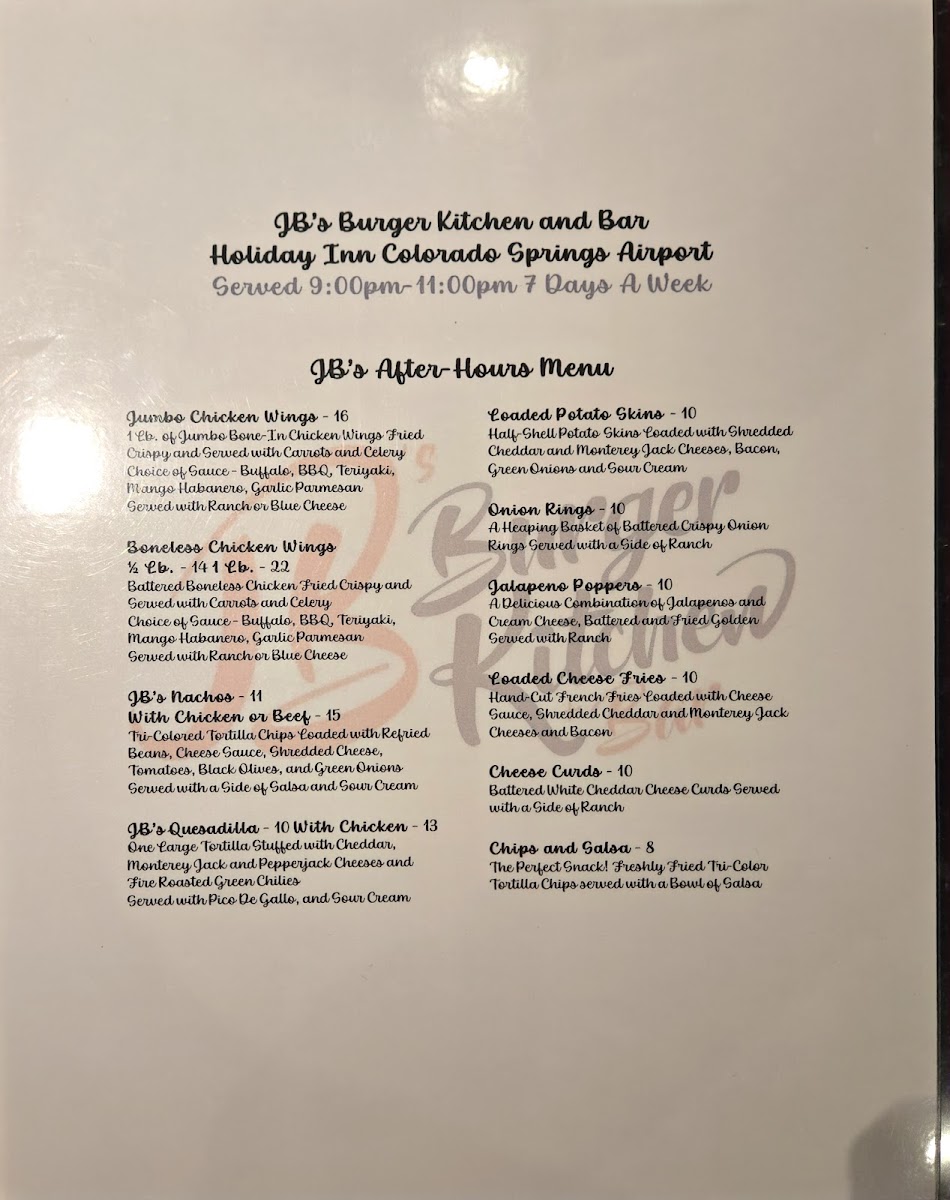 JB's Burger Kitchen and Bar
Holiday Inn Colorado Springs Airport
Served 9:00pm-11:00pm 7 Days A Week
JB's After-Hours Menu
Jumbo Chicken Wings - 16
1 Lb. of Jumbo Bone-In Chicken Wings Fried
Crispy and Served with Carrots and Celery
Choice of Sauce - Buffalo, BBQ, Teriyaki,
Mango Habanero, Garlic Parmesan
Served with Ranch or Blue Cheese
Boneless Chicken Wings
½ Lb. - 14 1 Lb. - 22
Battered Boneless Chicken Fried Crispy and
Served with Carrots and Celery
Choice of Sauce - Buffalo, BBQ, Teriyaki,
Mango Habanero, Garlic Parmesan
Served with Ranch or Blue Cheese
JB's Nachos - 11
With Chicken or Beef - 15
Tri-Colored Tortilla Chips Loaded with Refried
Beans, Cheese Sauce, Shredded Cheese,
Tomatoes, Black Olives, and Green Onions
Served with a Side of Salsa and Sour Cream
JB's Quesadilla - 10 With Chicken - 13
One Large Tortilla Stuffed with Cheddar,
Monterey Jack and Pepperjack Cheeses and
Fire Roasted Green Chilies
Served with Pico De Gallo, and Sour Cream
Loaded Potato Skins - 10
Half-Shell Potato Skins Loaded with Shredded
Cheddar and Monterey Jack Cheeses, Bacon,
Green Onions and Sour Cream
Onion Rings - 10
A Heaping Basket of Battered Crispy Onion
Rings Served with a Side of Ranch
Jalapeno Poppers - 10
A Delicious Combination of Jalapenos and
Cream Cheese, Battered and Fried Golden
Served with Ranch
Loaded Cheese Fries - 10
Hand-Cut French Fries Loaded with Cheese
Sauce, Shredded Cheddar and Monterey Jack
Cheeses and Bacon
Cheese Curds - 10
Battered White Cheddar Cheese Curds Served
with a Side of Ranch
Chips and Salsa - 8
The Perfect Snack! Freshly Fried Tri-Color
Tortilla Chips served with a Bowl of Salsa
JB's
Burger
Kitchen
Bar